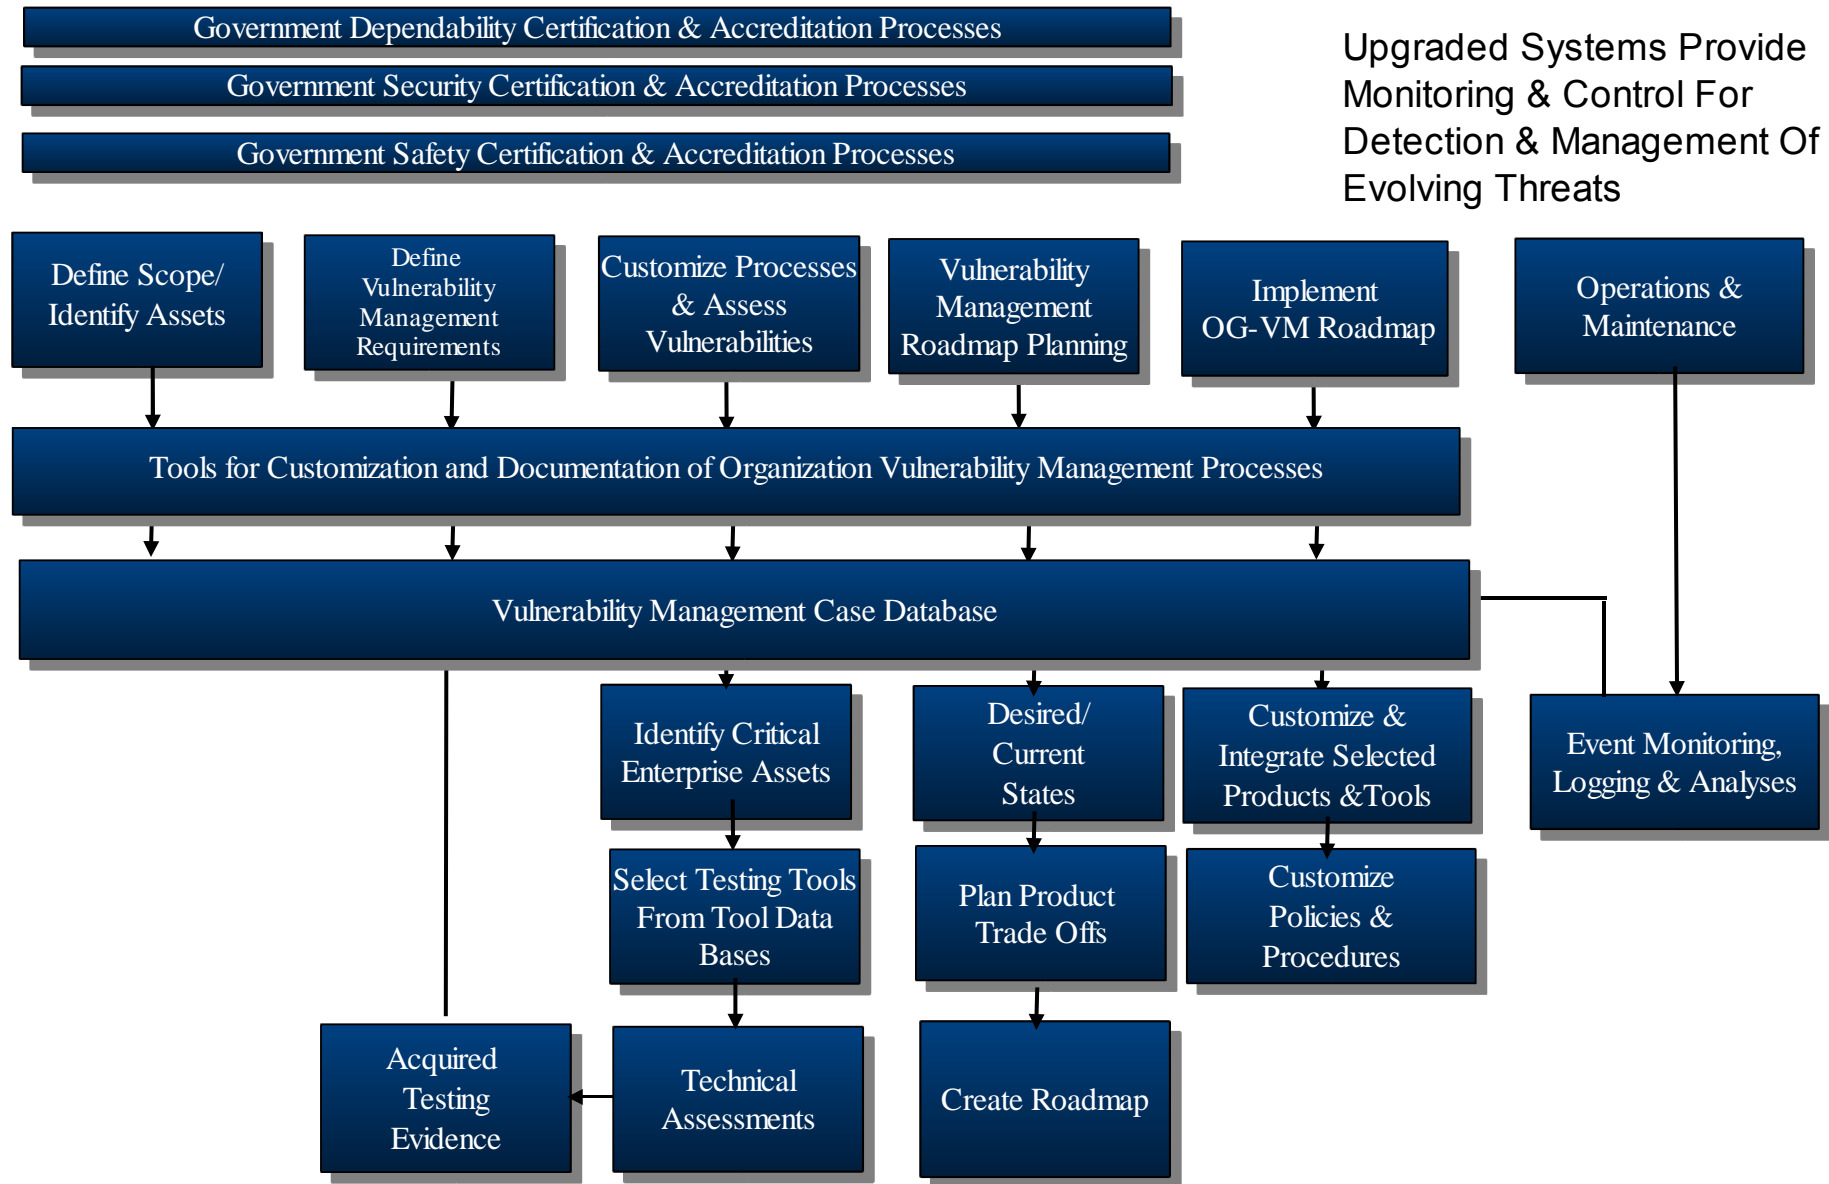 Government Dependability Certification & Accreditation Processes
Government Security Certification & Accreditation Processes
Government Safety Certification & Accreditation Processes
Upgraded Systems Provide
Monitoring & Control For
Detection & Management Of
Evolving Threats
Define Scope/
Identify Assets
Define
Vulnerability
Management
Requirements
Customize Processes
& Assess
Vulnerabilities
Vulnerability
Management
Roadmap Planning
Implement
OG-VM Roadmap
Operations &
Maintenance
Tools for Customization and Documentation of Organization Vulnerability Management Processes
Vulnerability Management Case Database
Identify Critical
Enterprise Assets
Desired/
Current
States
Customize &
Integrate Selected
Products &Tools
Event Monitoring,
Logging & Analyses
Select Testing Tools
From Tool Data
Bases
Plan Product
Trade Offs
Customize
Policies &
Procedures
Acquired
Testing
Evidence
Technical
Assessments
Create Roadmap